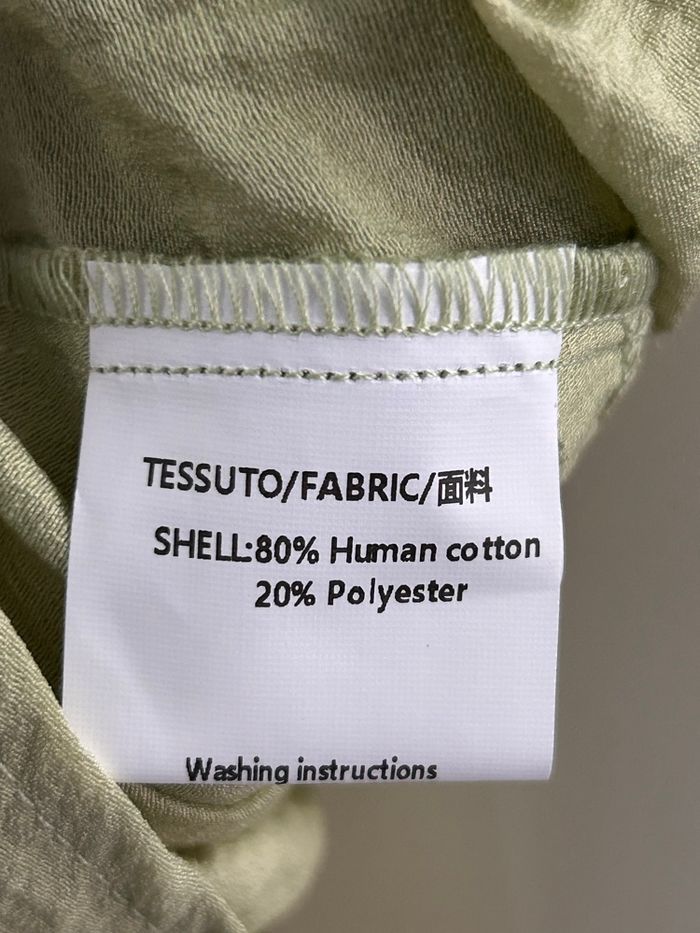 TESSUTO/FABRIC/面料
SHELL:80% Human cotton
20% Polyester
Washing instructions